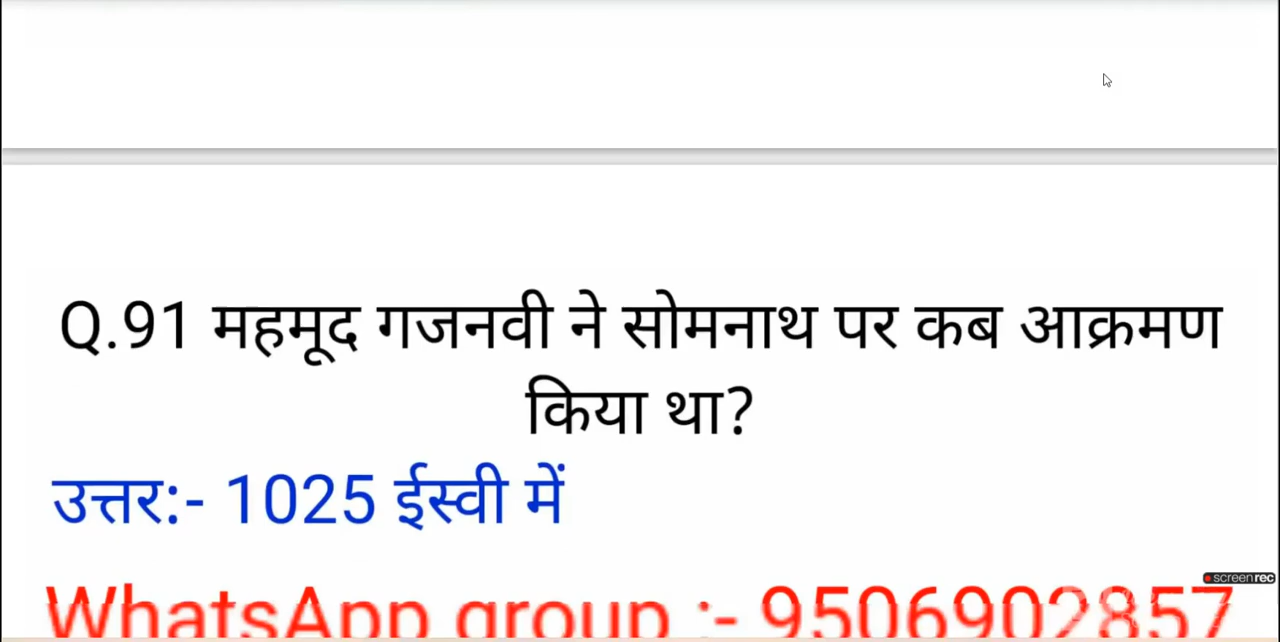 Q.91 महमूद गजनवी ने सोमनाथ पर कब आक्रमण
किया था?
उत्तर:- 1025 ईस्वी में
screenrec
WhatsApp group :- 9506902857